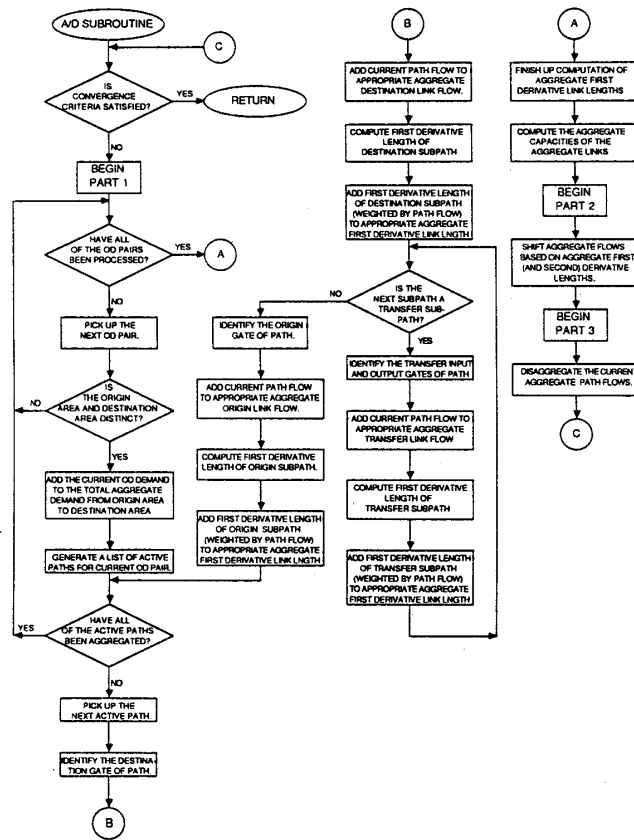 A/D SUBROUTINE
C
IS
CONVERGENCE
CRITERIA SATISFIED?
YES
RETURN
NO
BEGIN
PART 1
HAVE ALL
OF THE OD PAIRS
BEEN PROCESSED?
YES
A
NO
PICK UP THE
NEXT OD PAIR.
IS
THE ORIGIN
AREA AND DESTINATION
AREA DISTINCT?
NO
YES
ADD THE CURRENT OD DEMAND
TO THE TOTAL AGGREGATE
DEMAND FROM ORIGIN AREA
TO DESTINATION AREA
GENERATE A LIST OF ACTIVE
PATHS FOR CURRENT OD PAIR.
HAVE ALL
OF THE ACTIVE PATHS
BEEN AGGREGATED?
YES
NO
PICK UP THE
NEXT ACTIVE PATH.
IDENTIFY THE DESTINA-
TION GATE OF PATH.
B
B
ADD CURRENT PATH FLOW TO
APPROPRIATE AGGREGATE
DESTINATION LINK FLOW.
COMPUTE FIRST DERIVATIVE
LENGTH OF
DESTINATION SUBPATH
ADD FIRST DERIVATIVE LENGTH
OF DESTINATION SUBPATH
(WEIGHTED BY PATH FLOW)
TO APPROPRIATE AGGREGATE
FIRST DERIVATIVE LINK LNGTH
IS THE
NEXT SUBPATH A
TRANSFER SUB-
PATH?
NO
YES
IDENTIFY THE ORIGIN
GATE OF PATH.
ADD CURRENT PATH FLOW
TO APPROPRIATE AGGREGATE
ORIGIN LINK FLOW.
COMPUTE FIRST DERIVATIVE
LENGTH OF ORIGIN SUBPATH.
ADD FIRST DERIVATIVE LENGTH
OF ORIGIN SUBPATH
(WEIGHTED BY PATH FLOW)
TO APPROPRIATE AGGREGATE
FIRST DERIVATIVE LINK LNGTH
IDENTIFY THE TRANSFER INPUT
AND OUTPUT GATES OF PATH
ADD CURRENT PATH FLOW TO
APPROPRIATE AGGREGATE
TRANSFER LINK FLOW
COMPUTE FIRST DERIVATIVE
LENGTH OF
TRANSFER SUBPATH
ADD FIRST DERIVATIVE LENGTH
OF TRANSFER SUBPATH
(WEIGHTED BY PATH FLOW)
TO APPROPRIATE AGGREGATE
FIRST DERIVATIVE LINK LNGTH
A
FINISH UP COMPUTATION OF
AGGREGATE FIRST
DERIVATIVE LINK LENGTHS
COMPUTE THE AGGREGATE
CAPACITIES OF THE
AGGREGATE LINKS
BEGIN
PART 2
SHIFT AGGREGATE FLOWS
BASED ON AGGREGATE FIRST
(AND SECOND) DERIVATIVE
LENGTHS.
BEGIN
PART 3
DISAGGREGATE THE CURRENT
AGGREGATE PATH FLOWS.
C